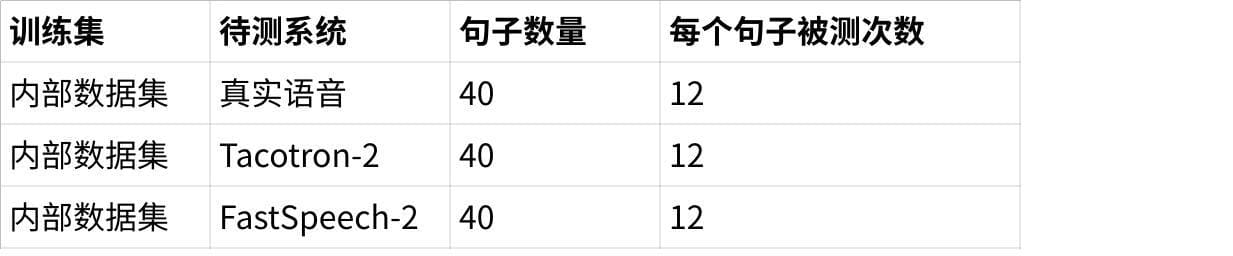 训练集 待测系统 句子数量 每个句子被测次数
内部数据集 真实语音 40 12
内部数据集 Tacotron-2 40 12
内部数据集 FastSpeech-2 40 12